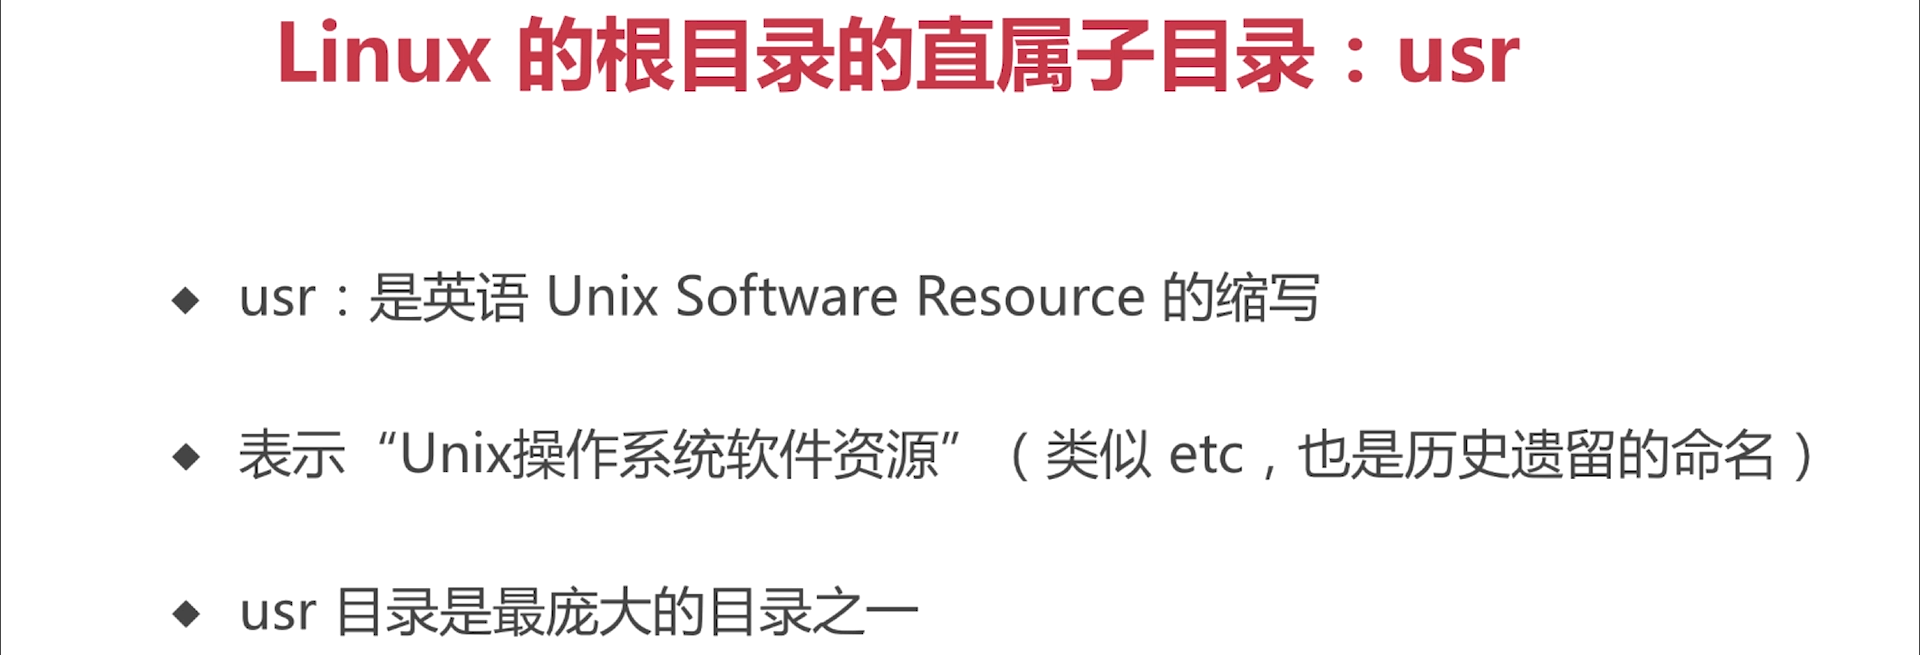 Linux 的根目录的直属子目录：usr
◆ usr：是英语 Unix Software Resource 的缩写
◆ 表示“Unix操作系统软件资源”（类似 etc，也是历史遗留的命名）
◆ usr 目录是最庞大的目录之一